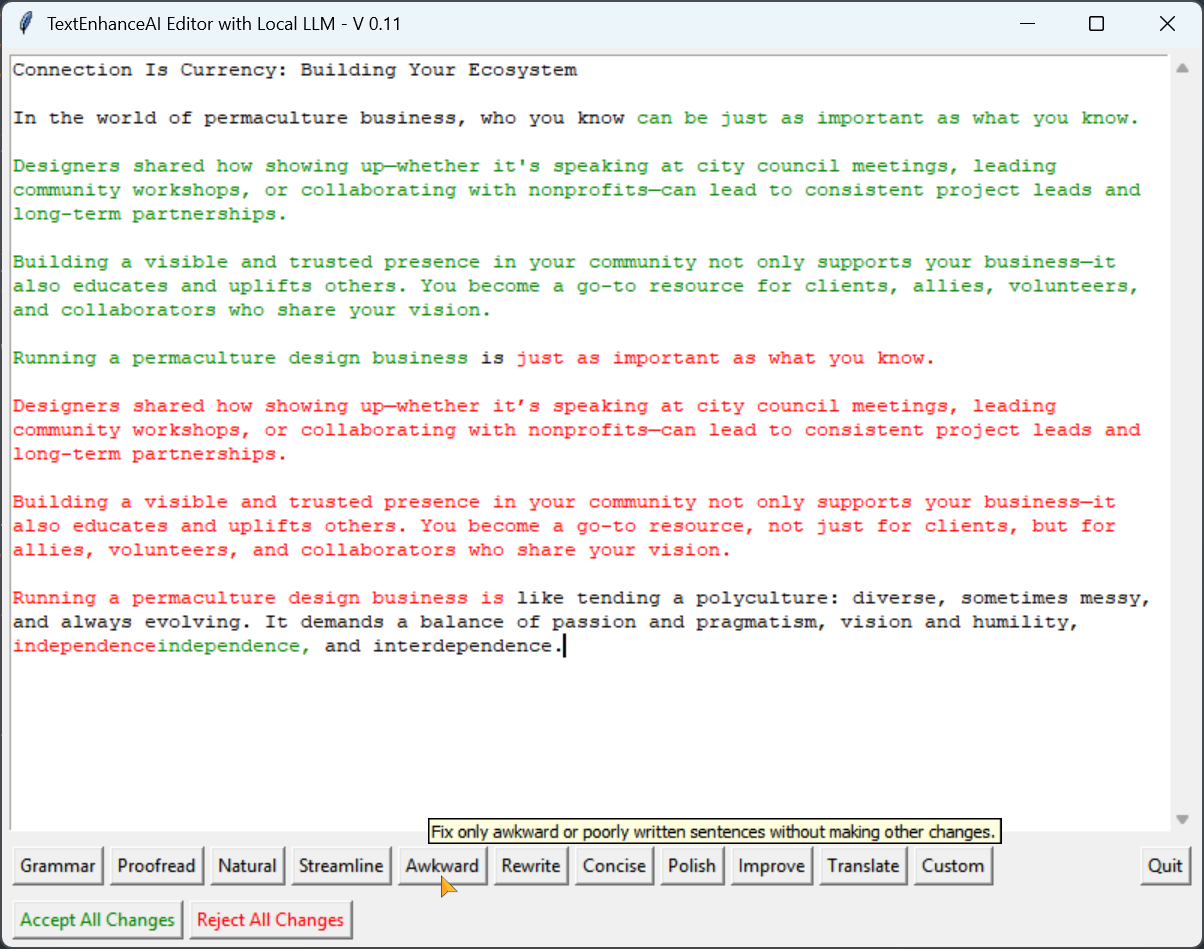 TextEnhanceAI Editor with Local LLM - V 0.11
Connection Is Currency: Building Your Ecosystem
In the world of permaculture business, who you know can be just as important as what you know.
Designers shared how showing up—whether it's speaking at city council meetings, leading
community workshops, or collaborating with nonprofits—can lead to consistent project leads and
long-term partnerships.
Building a visible and trusted presence in your community not only supports your business—it
also educates and uplifts others. You become a go-to resource for clients, allies, volunteers,
and collaborators who share your vision.
Running a permaculture design business is just as important as what you know.
Designers shared how showing up—whether it’s speaking at city council meetings, leading
community workshops, or collaborating with nonprofits—can lead to consistent project leads and
long-term partnerships.
Building a visible and trusted presence in your community not only supports your business—it
also educates and uplifts others. You become a go-to resource, not just for clients, but for
allies, volunteers, and collaborators who share your vision.
Running a permaculture design business is like tending a polyculture: diverse, sometimes messy,
and always evolving. It demands a balance of passion and pragmatism, vision and humility,
independenceindependence, and interdependence.
Fix only awkward or poorly written sentences without making other changes.
Grammar Proofread Natural Streamline Awkward Rewrite Concise Polish Improve Translate Custom Quit
Accept All Changes Reject All Changes